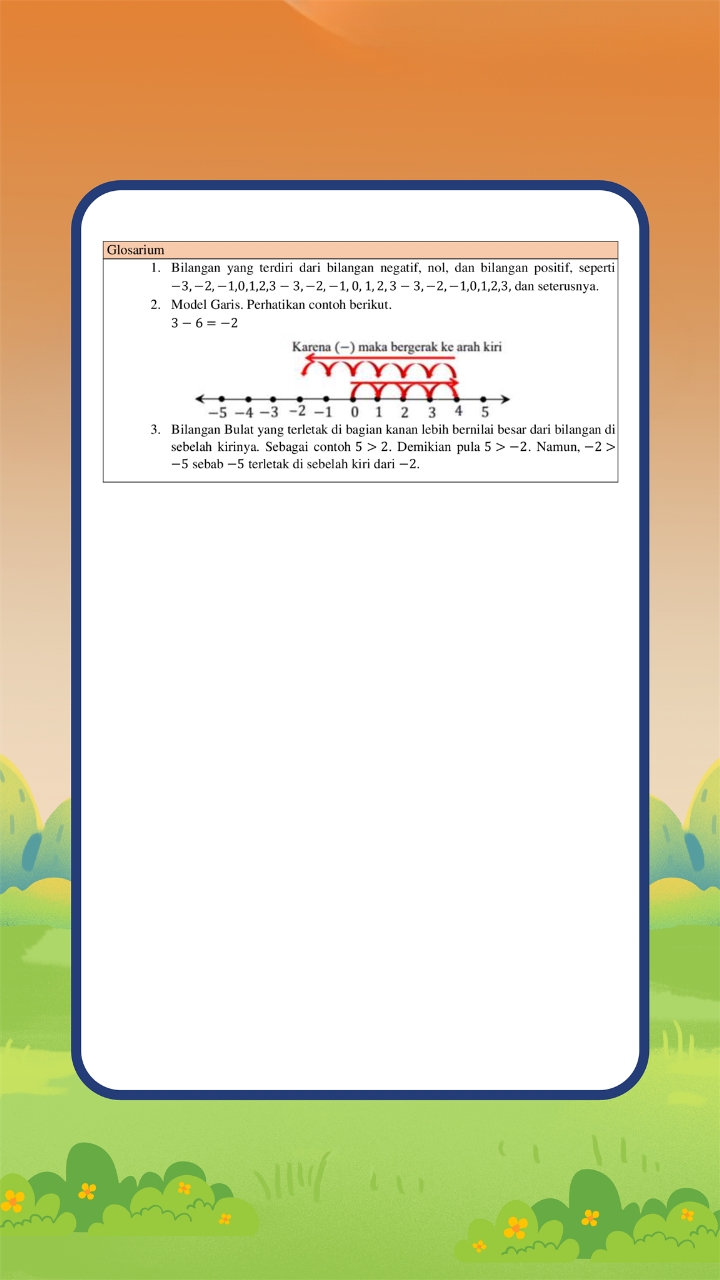 Glosarium
1. Bilangan yang terdiri dari bilangan negatif, nol, dan bilangan positif, seperti
−3, −2, −1,0,1,2,3 − 3, −2, −1, 0, 1, 2, 3 − 3, −2, −1,0,1,2,3, dan seterusnya.
2. Model Garis. Perhatikan contoh berikut.
3 − 6 = −2
Karena (−) maka bergerak ke arah kiri
−5 −4 −3 −2 −1 0 1 2 3 4 5
3. Bilangan Bulat yang terletak di bagian kanan lebih bernilai besar dari bilangan di
sebelah kirinya. Sebagai contoh 5 > 2. Demikian pula 5 > −2. Namun, −2 >
−5 sebab −5 terletak di sebelah kiri dari −2.